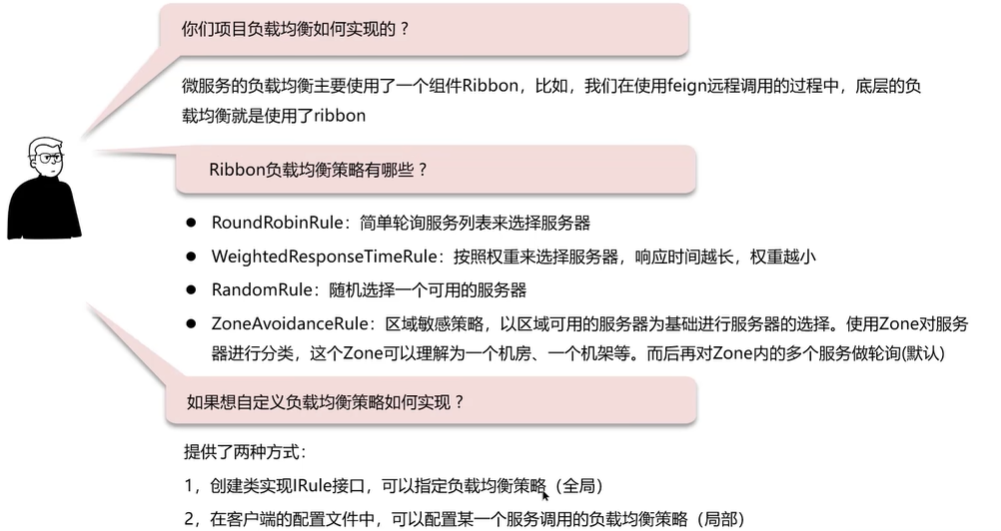 你们项目负载均衡如何实现的？
微服务的负载均衡主要使用了一个组件Ribbon，比如，我们在使用feign远程调用的过程中，底层的负
载均衡就是使用了ribbon
Ribbon负载均衡策略有哪些？
● RoundRobinRule：简单轮询服务列表来选择服务器
● WeightedResponseTimeRule：按照权重来选择服务器，响应时间越长，权重越小
● RandomRule：随机选择一个可用的服务器
● ZoneAvoidanceRule：区域敏感策略，以区域可用的服务器为基础进行服务器的选择。使用Zone对服务
器进行分类，这个Zone可以理解为一个机房、一个机架等。而后再对Zone内的多个服务做轮询(默认)
如果想自定义负载均衡策略如何实现？
提供了两种方式：
1，创建类实现IRule接口，可以指定负载均衡策略（全局）
2，在客户端的配置文件中，可以配置某一个服务调用的负载均衡策略（局部）